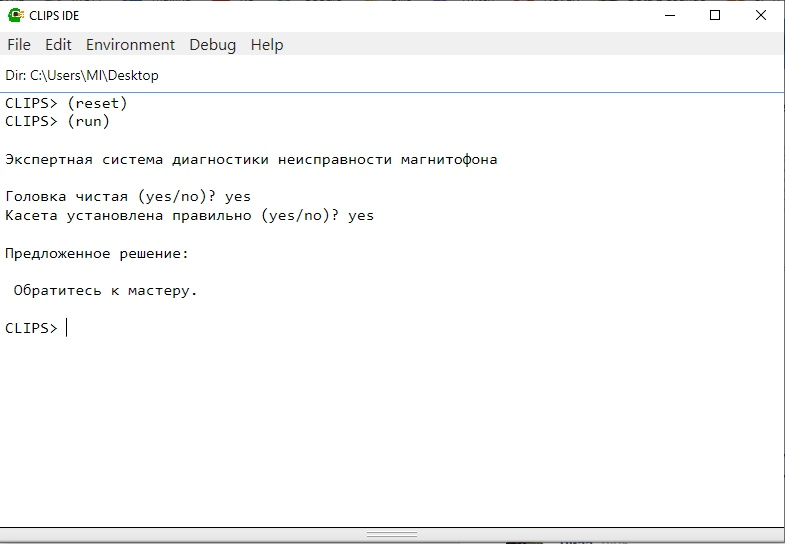 CLIPS IDE
File Edit Environment Debug Help
Dir: C:\Users\MI\Desktop
CLIPS> (reset)
CLIPS> (run)
Экспертная система диагностики неисправности магнитофона
Головка чистая (yes/no)? yes
Касета установлена правильно (yes/no)? yes
Предложенное решение:
Обратитесь к мастеру.
CLIPS>